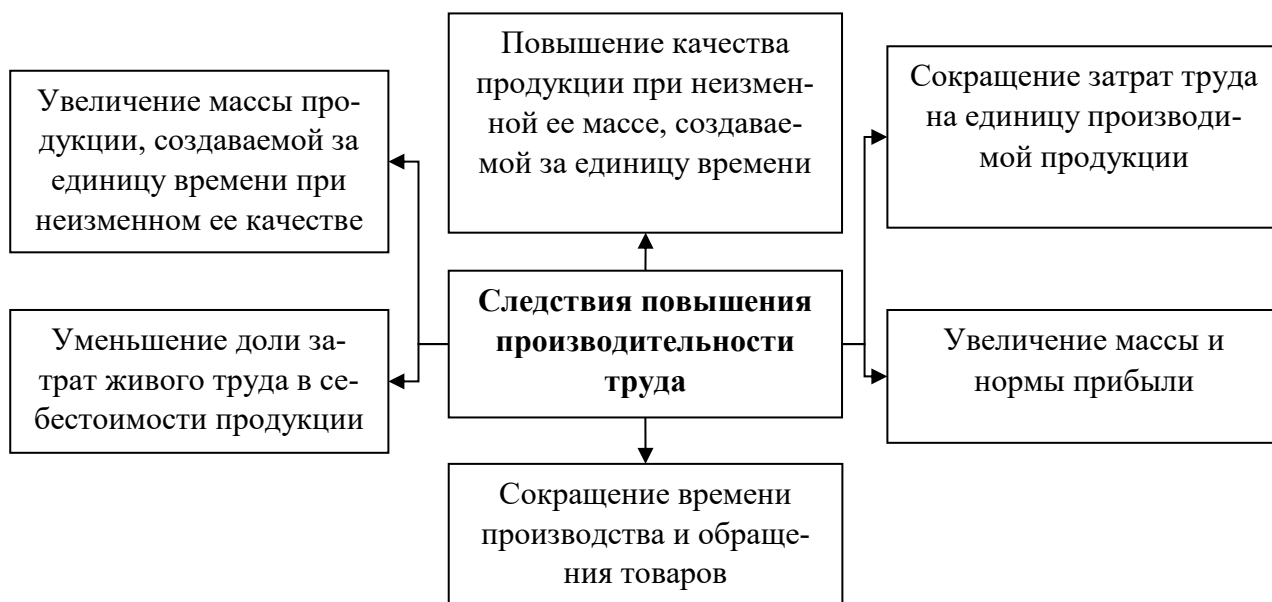 Увеличение массы про-
дукции, создаваемой за
единицу времени при
неизменном ее качестве
Повышение качества
продукции при неизмен-
ной ее массе, создавае-
мой за единицу времени
Сокращение затрат труда
на единицу производи-
мой продукции
Уменьшение доли за-
трат живого труда в се-
бестоимости продукции
Следствия повышения
производительности
труда
Увеличение массы и
нормы прибыли
Сокращение времени
производства и обраще-
ния товаров